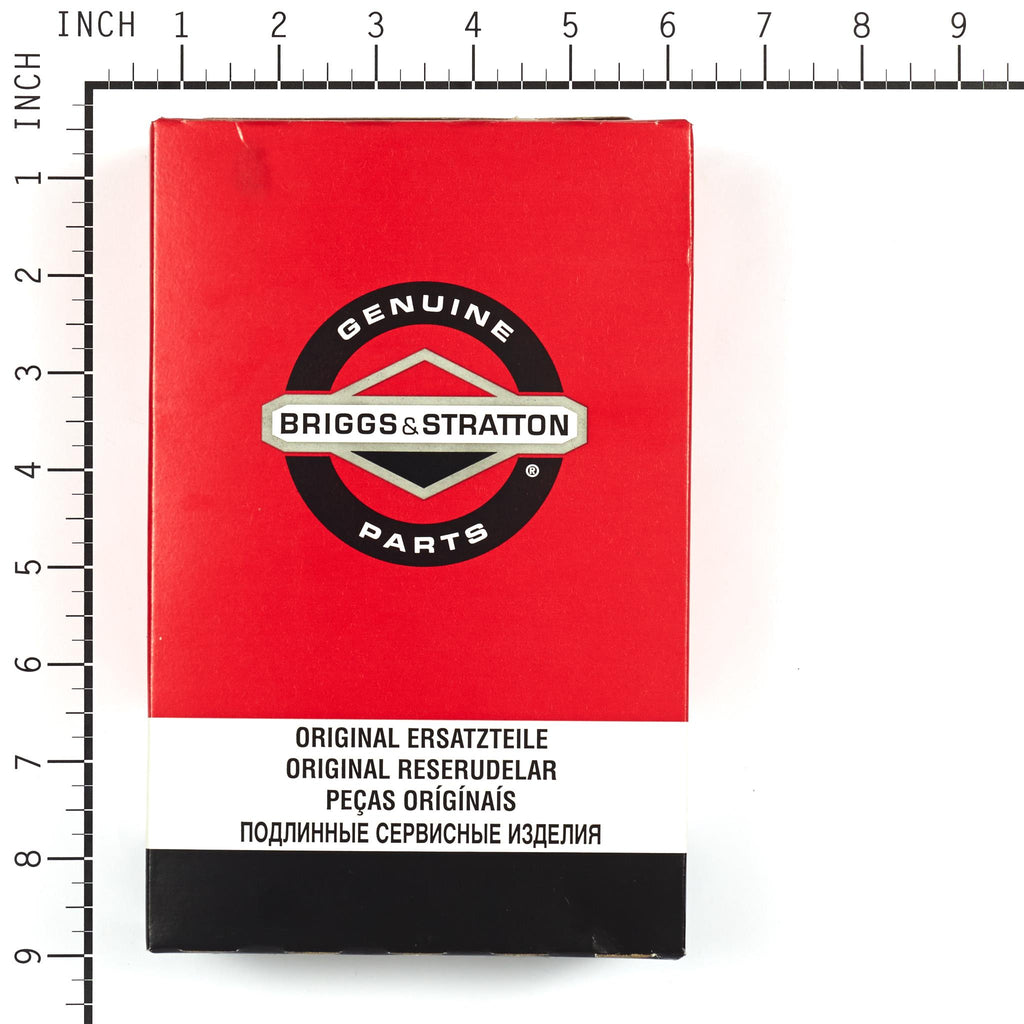 INCH 1 2 3 4 5 6 7 8 9
INCH
1
2
3
4
5
6
7
8
9
GENUINE
BRIGGS & STRATTON
®
PARTS
ORIGINAL ERSATZTEILE
ORIGINAL RESERUDELAR
PEÇAS ORÍGÍNAÍS
ПОДЛИННЫЕ СЕРВИСНЫЕ ИЗДЕЛИЯ